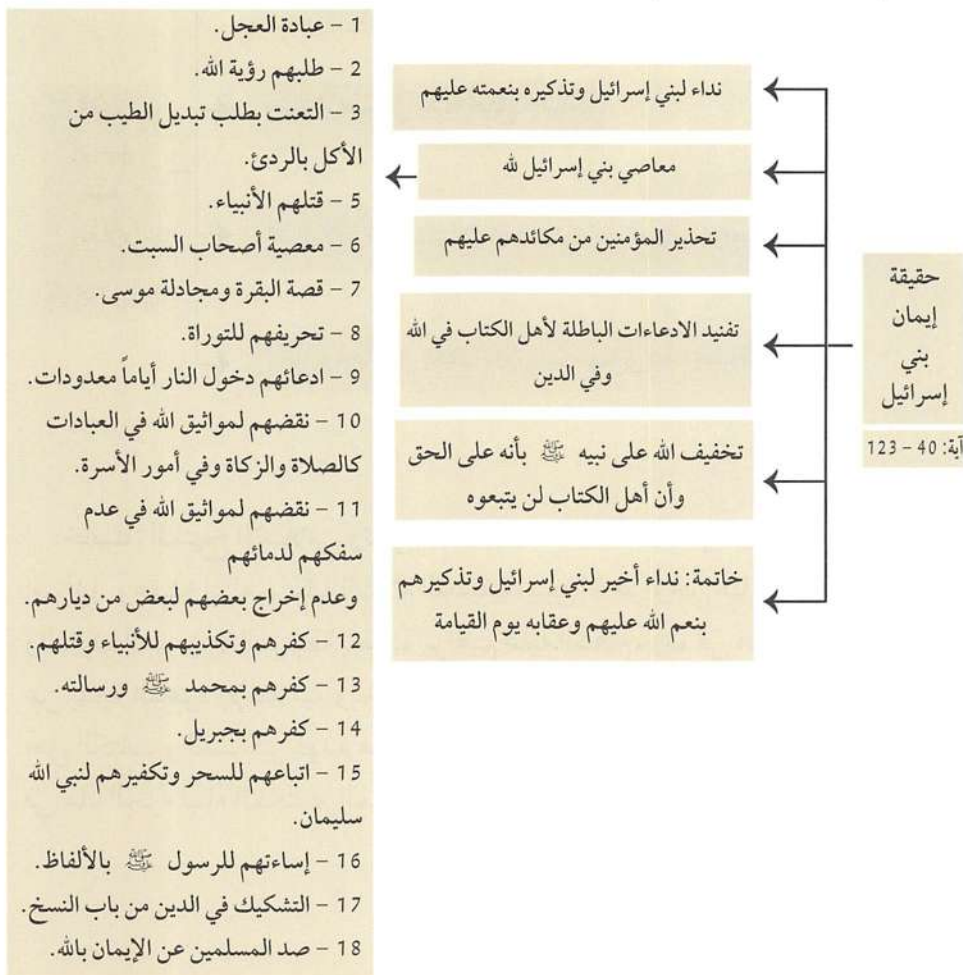 حقيقة
إيمان
بني
إسرائيل
آية: 40 – 123
نداء لبني إسرائيل وتذكيره بنعمته عليهم
معاصي بني إسرائيل لله
تحذير المؤمنين من مكائدهم عليهم
تفنيد الادعاءات الباطلة لأهل الكتاب في الله
وفي الدين
تخفيف الله على نبيه ﷺ بأنه على الحق
وأن أهل الكتاب لن يتبعوه
خاتمة: نداء أخير لبني إسرائيل وتذكيرهم
بنعم الله عليهم وعقابه يوم القيامة
1 – عبادة العجل.
2 – طلبهم رؤية الله.
3 – التعنت بطلب تبديل الطيب من
الأكل بالردئ.
5 – قتلهم الأنبياء.
6 – معصية أصحاب السبت.
7 – قصة البقرة ومجادلة موسى.
8 – تحريفهم للتوراة.
9 – ادعائهم دخول النار أياماً معدودات.
10 – نقضهم لمواثيق الله في العبادات
كالصلاة والزكاة وفي أمور الأسرة.
11 – نقضهم لمواثيق الله في عدم
سفكهم لدمائهم
وعدم إخراج بعضهم لبعض من ديارهم.
12 – كفرهم وتكذيبهم للأنبياء وقتلهم.
13 – كفرهم بمحمد ﷺ ورسالته.
14 – كفرهم بجبريل.
15 – اتباعهم للسحر وتكفيرهم لنبي الله
سليمان.
16 – إساءتهم للرسول ﷺ بالألفاظ.
17 – التشكيك في الدين من باب النسخ.
18 – صد المسلمين عن الإيمان بالله.